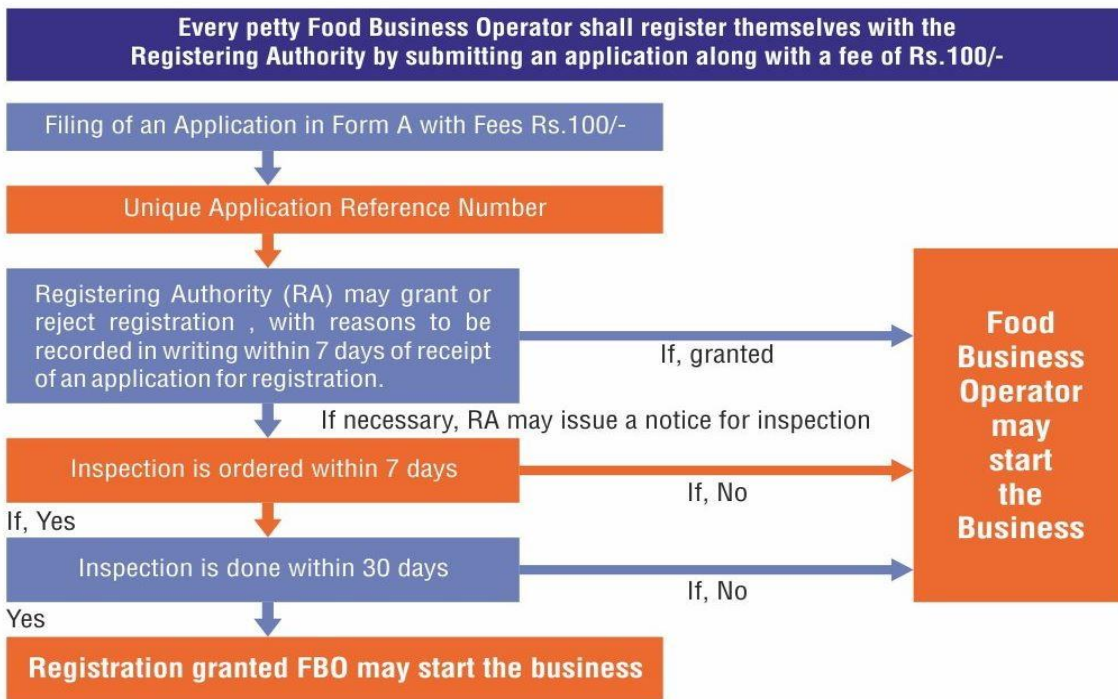 Every petty Food Business Operator shall register themselves with the
Registering Authority by submitting an application along with a fee of Rs.100/-
Filing of an Application in Form A with Fees Rs.100/-
Unique Application Reference Number
Registering Authority (RA) may grant or
reject registration , with reasons to be
recorded in writing within 7 days of receipt
of an application for registration.
If, granted
If necessary, RA may issue a notice for inspection
Inspection is ordered within 7 days
If, No
If, Yes
Inspection is done within 30 days
If, No
Yes
Registration granted FBO may start the business
Food
Business
Operator
may
start
the
Business